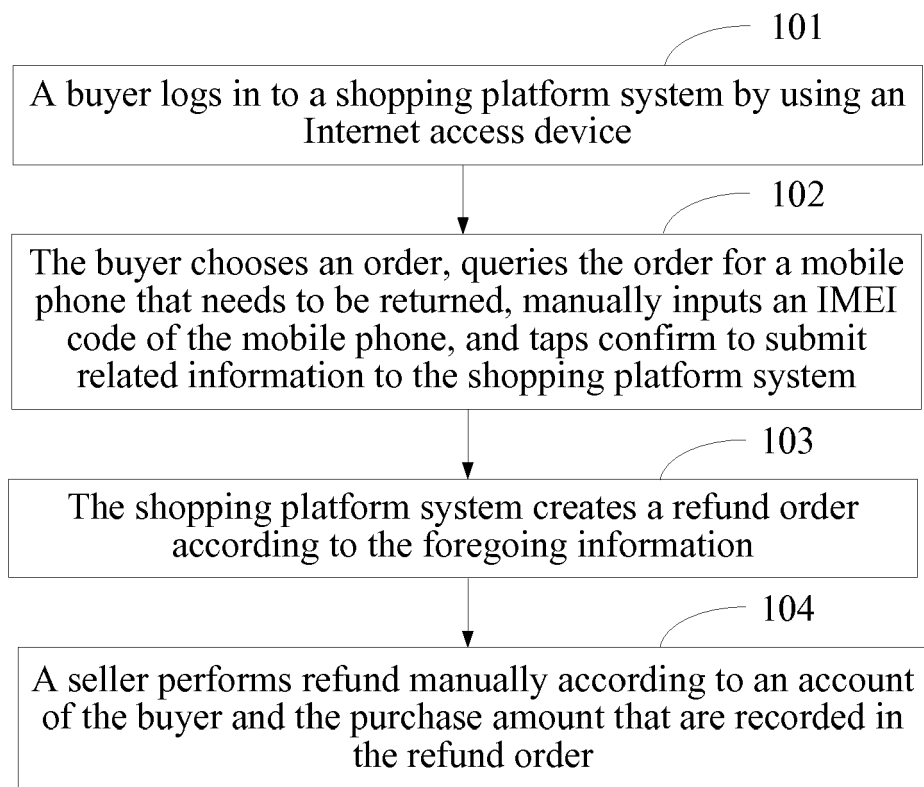 101
A buyer logs in to a shopping platform system by using an
Internet access device
102
The buyer chooses an order, queries the order for a mobile
phone that needs to be returned, manually inputs an IMEI
code of the mobile phone, and taps confirm to submit
related information to the shopping platform system
103
The shopping platform system creates a refund order
according to the foregoing information
104
A seller performs refund manually according to an account
of the buyer and the purchase amount that are recorded in
the refund order